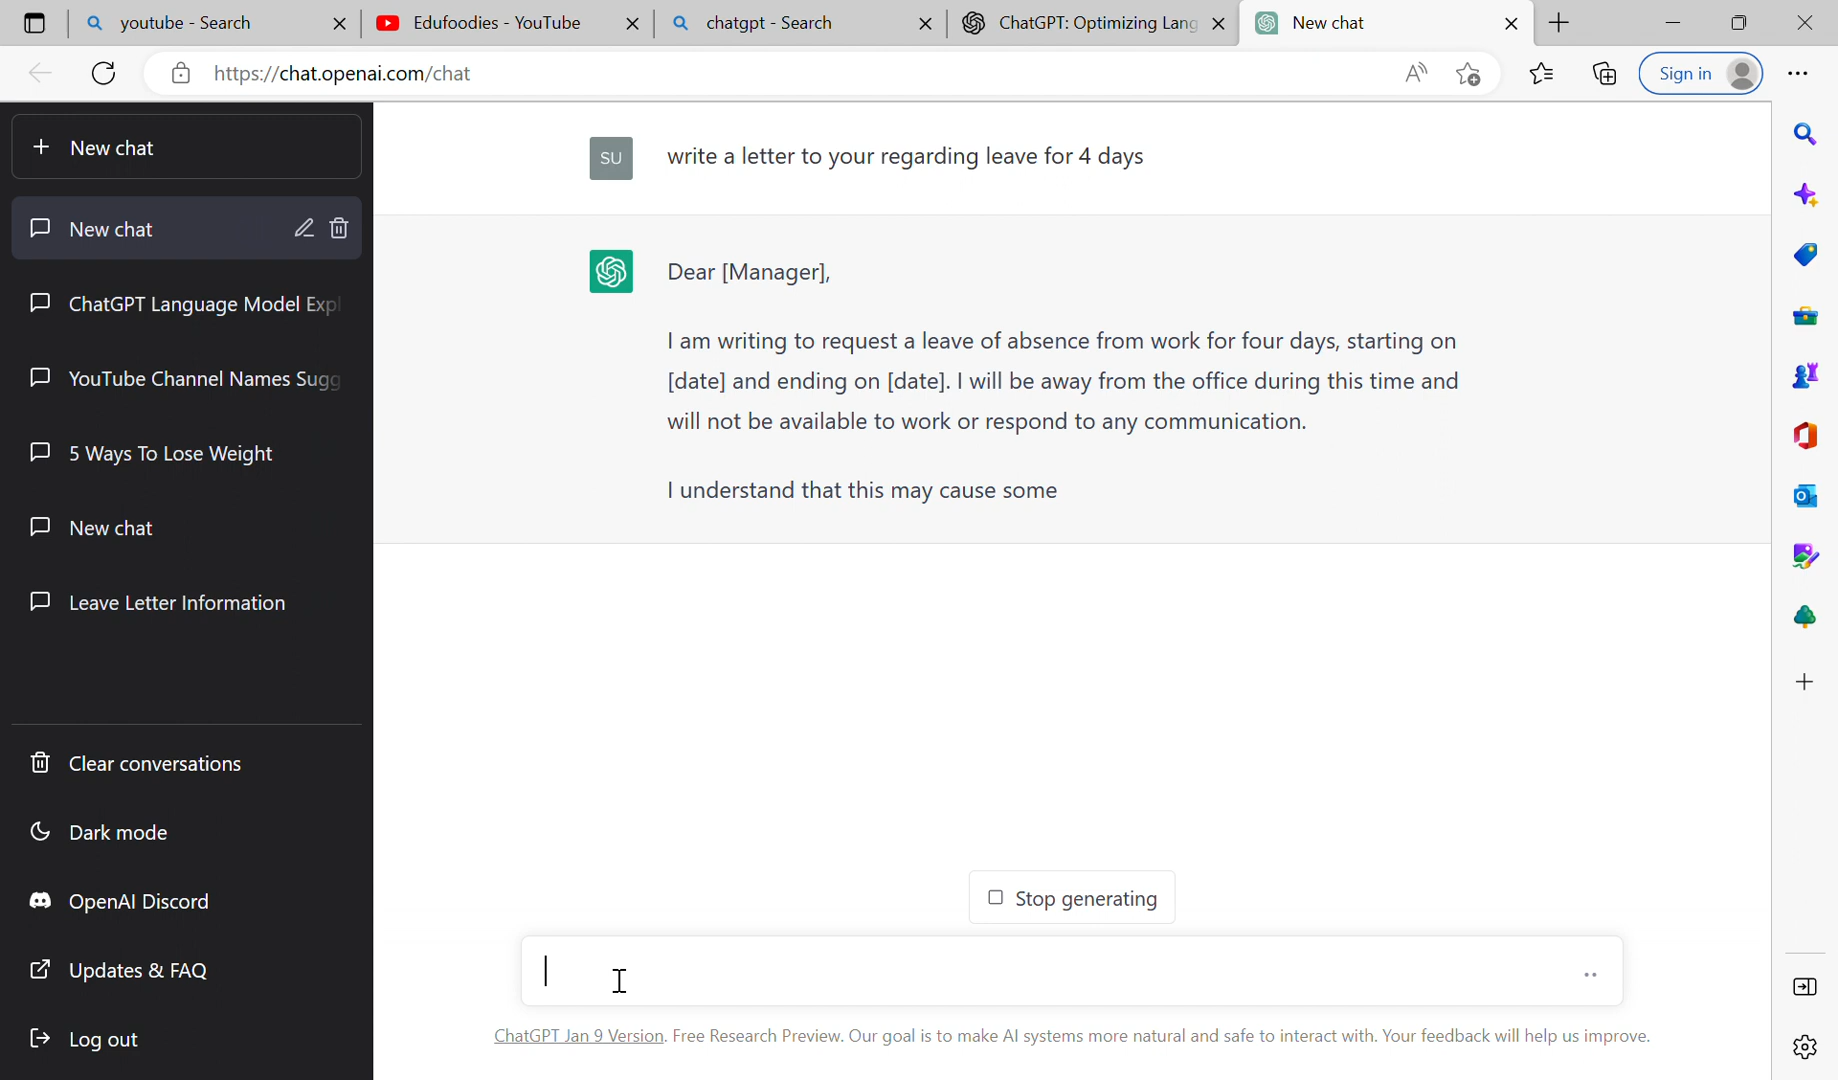 youtube - Search
Edufoodies - YouTube
chatgpt - Search
ChatGPT: Optimizing Lang
New chat
https://chat.openai.com/chat
Sign in
New chat
New chat
ChatGPT Language Model Expl
YouTube Channel Names Sugg
5 Ways To Lose Weight
New chat
Leave Letter Information
Clear conversations
Dark mode
OpenAI Discord
Updates & FAQ
Log out
SU
write a letter to your regarding leave for 4 days
Dear [Manager],
I am writing to request a leave of absence from work for four days, starting on
[date] and ending on [date]. I will be away from the office during this time and
will not be available to work or respond to any communication.
I understand that this may cause some
Stop generating
ChatGPT Jan 9 Version. Free Research Preview. Our goal is to make AI systems more natural and safe to interact with. Your feedback will help us improve.